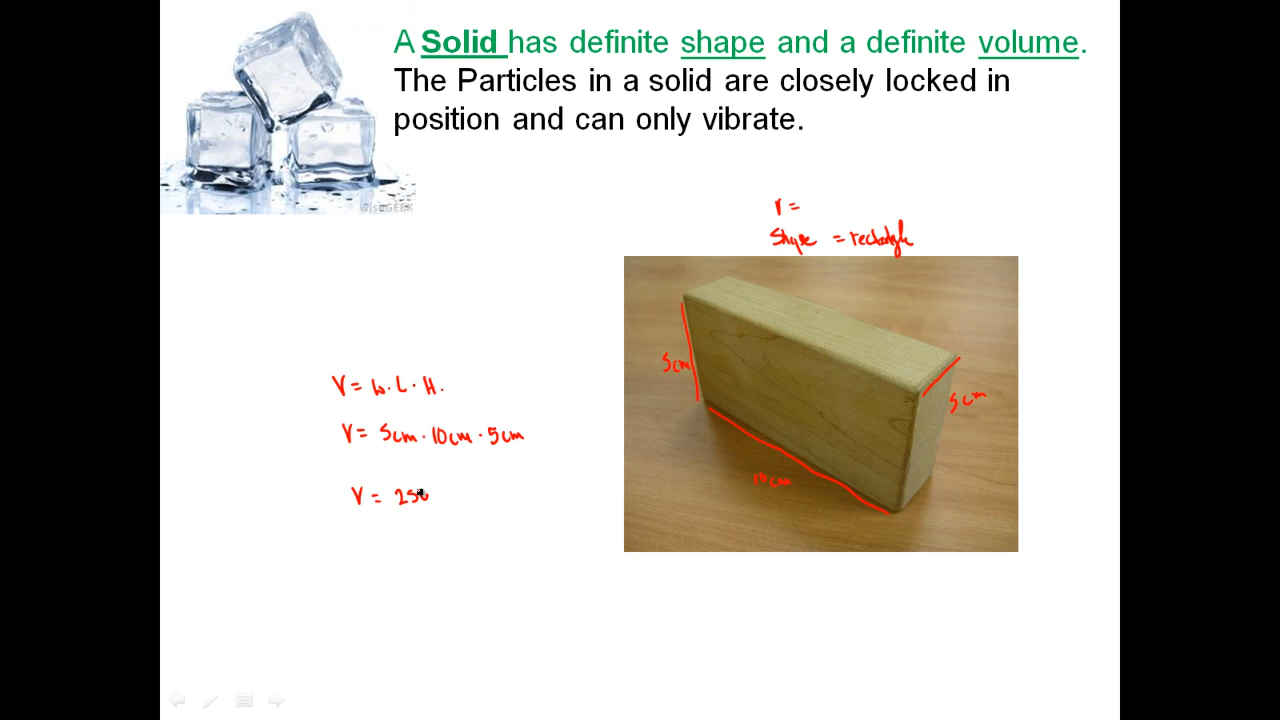 A Solid has definite shape and a definite volume.
The Particles in a solid are closely locked in
position and can only vibrate.
wiseGEEK
V =
Shape = rectangle
5cm
5cm
10cm
V = W. L. H.
V = 5cm . 10cm . 5cm
V = 250